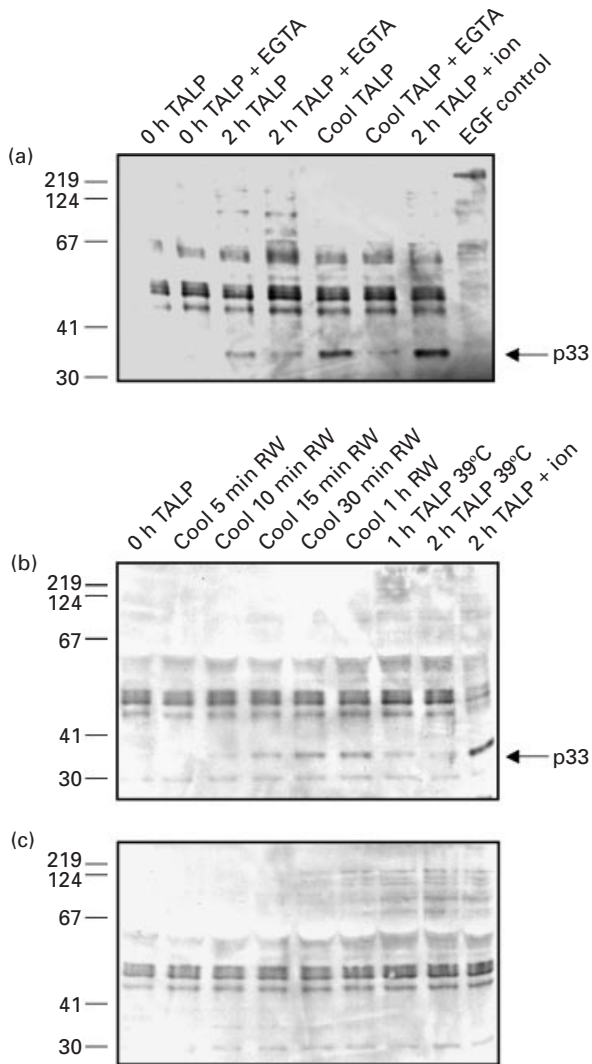 0 h TALP
0 h TALP + EGTA
2 h TALP
2 h TALP + EGTA
Cool TALP
Cool TALP + EGTA
2 h TALP + ion
EGF control
(a)
219
124
67
41
30
p33
0 h TALP
Cool 5 min RW
Cool 10 min RW
Cool 15 min RW
Cool 30 min RW
Cool 1 h RW
1 h TALP 39ºC
2 h TALP 39ºC
2 h TALP + ion
(b)
219
124
67
41
30
p33
(c)
219
124
67
41
30